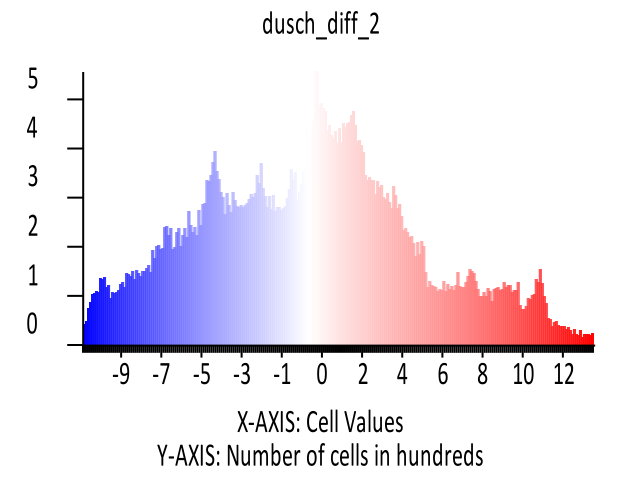 dusch_diff_2
5
4
3
2
1
0
-9 -7 -5 -3 -1 0 2 4 6 8 10 12
X-AXIS: Cell Values
Y-AXIS: Number of cells in hundreds